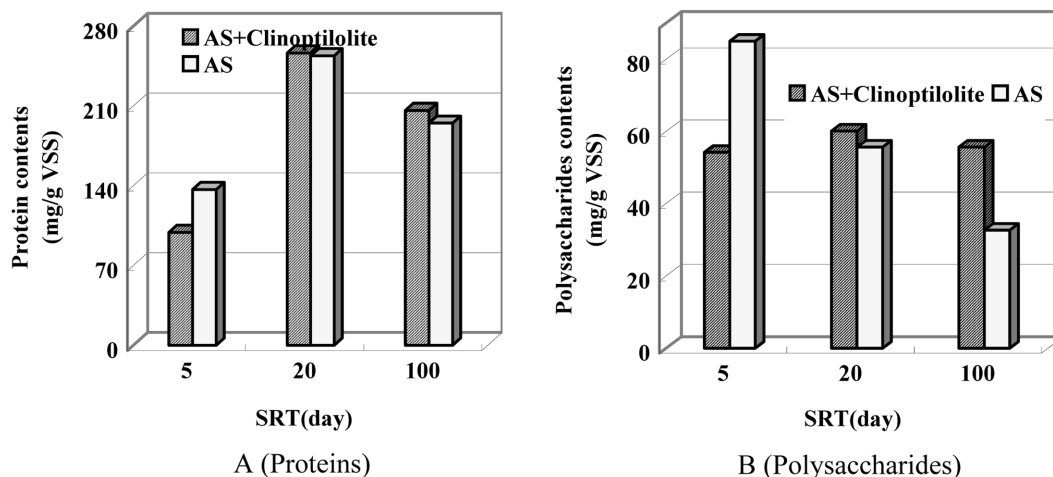 280
210
140
70
0
Protein contents
(mg/g VSS)
AS+Clinoptilolite
AS
5 20 100
SRT(day)
A (Proteins)
80
60
40
20
0
Polysaccharides contents
(mg/g VSS)
AS+Clinoptilolite AS
5 20 100
SRT(day)
B (Polysaccharides)